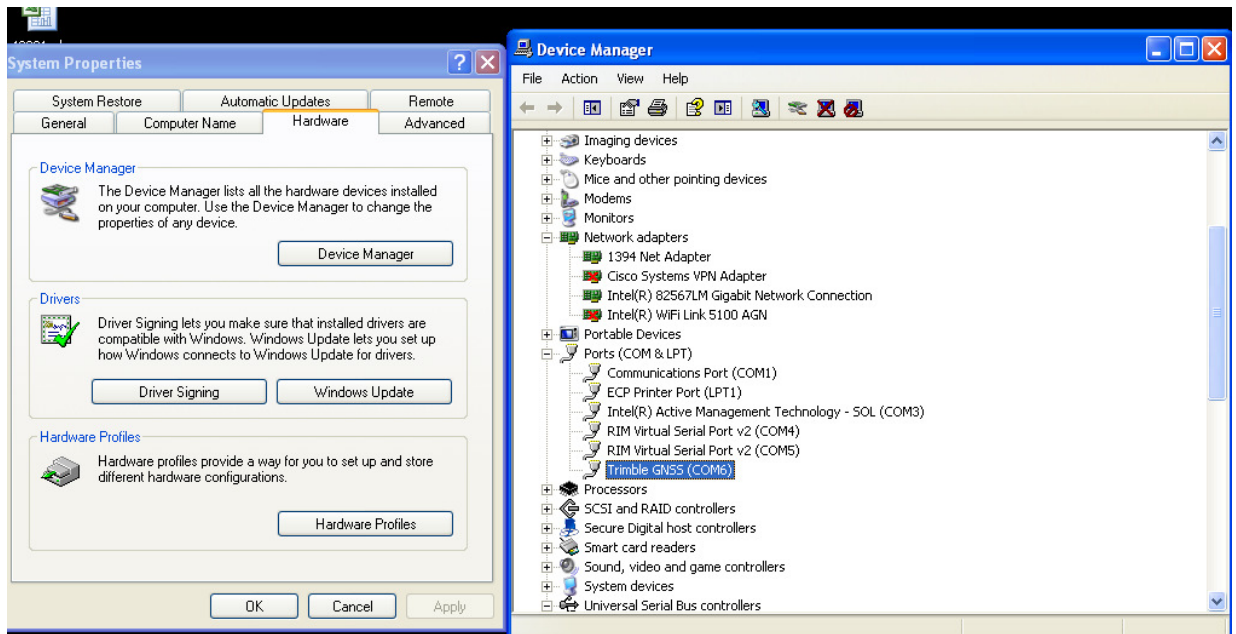 System Properties
System Restore
Automatic Updates
Remote
General
Computer Name
Hardware
Advanced
Device Manager
The Device Manager lists all the hardware devices installed
on your computer. Use the Device Manager to change the
properties of any device.
Device Manager
Drivers
Driver Signing lets you make sure that installed drivers are
compatible with Windows. Windows Update lets you set up
how Windows connects to Windows Update for drivers.
Driver Signing
Windows Update
Hardware Profiles
Hardware profiles provide a way for you to set up and store
different hardware configurations.
Hardware Profiles
OK
Cancel
Apply
Device Manager
File Action View Help
Imaging devices
Keyboards
Mice and other pointing devices
Modems
Monitors
Network adapters
1394 Net Adapter
Cisco Systems VPN Adapter
Intel(R) 82567LM Gigabit Network Connection
Intel(R) WiFi Link 5100 AGN
Portable Devices
Ports (COM & LPT)
Communications Port (COM1)
ECP Printer Port (LPT1)
Intel(R) Active Management Technology - SOL (COM3)
RIM Virtual Serial Port v2 (COM4)
RIM Virtual Serial Port v2 (COM5)
Trimble GNSS (COM6)
Processors
SCSI and RAID controllers
Secure Digital host controllers
Smart card readers
Sound, video and game controllers
System devices
Universal Serial Bus controllers